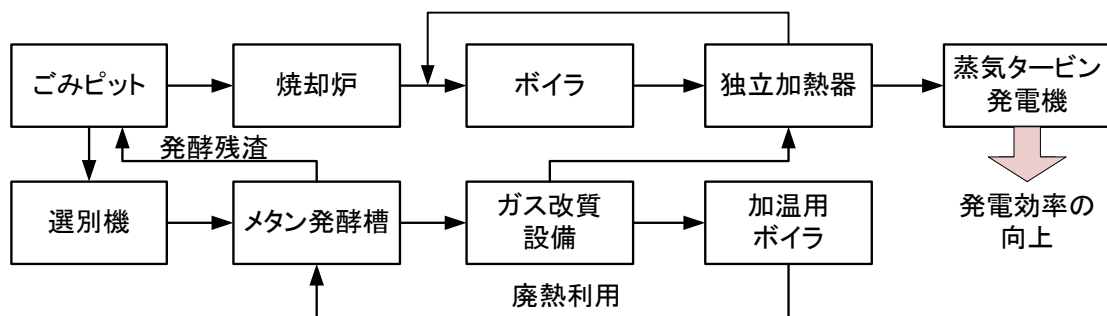 ごみピット
焼却炉
ボイラ
独立加熱器
蒸気タービン
発電機
発酵残渣
選別機
メタン発酵槽
ガス改質
設備
加温用
ボイラ
発電効率の
向上
廃熱利用